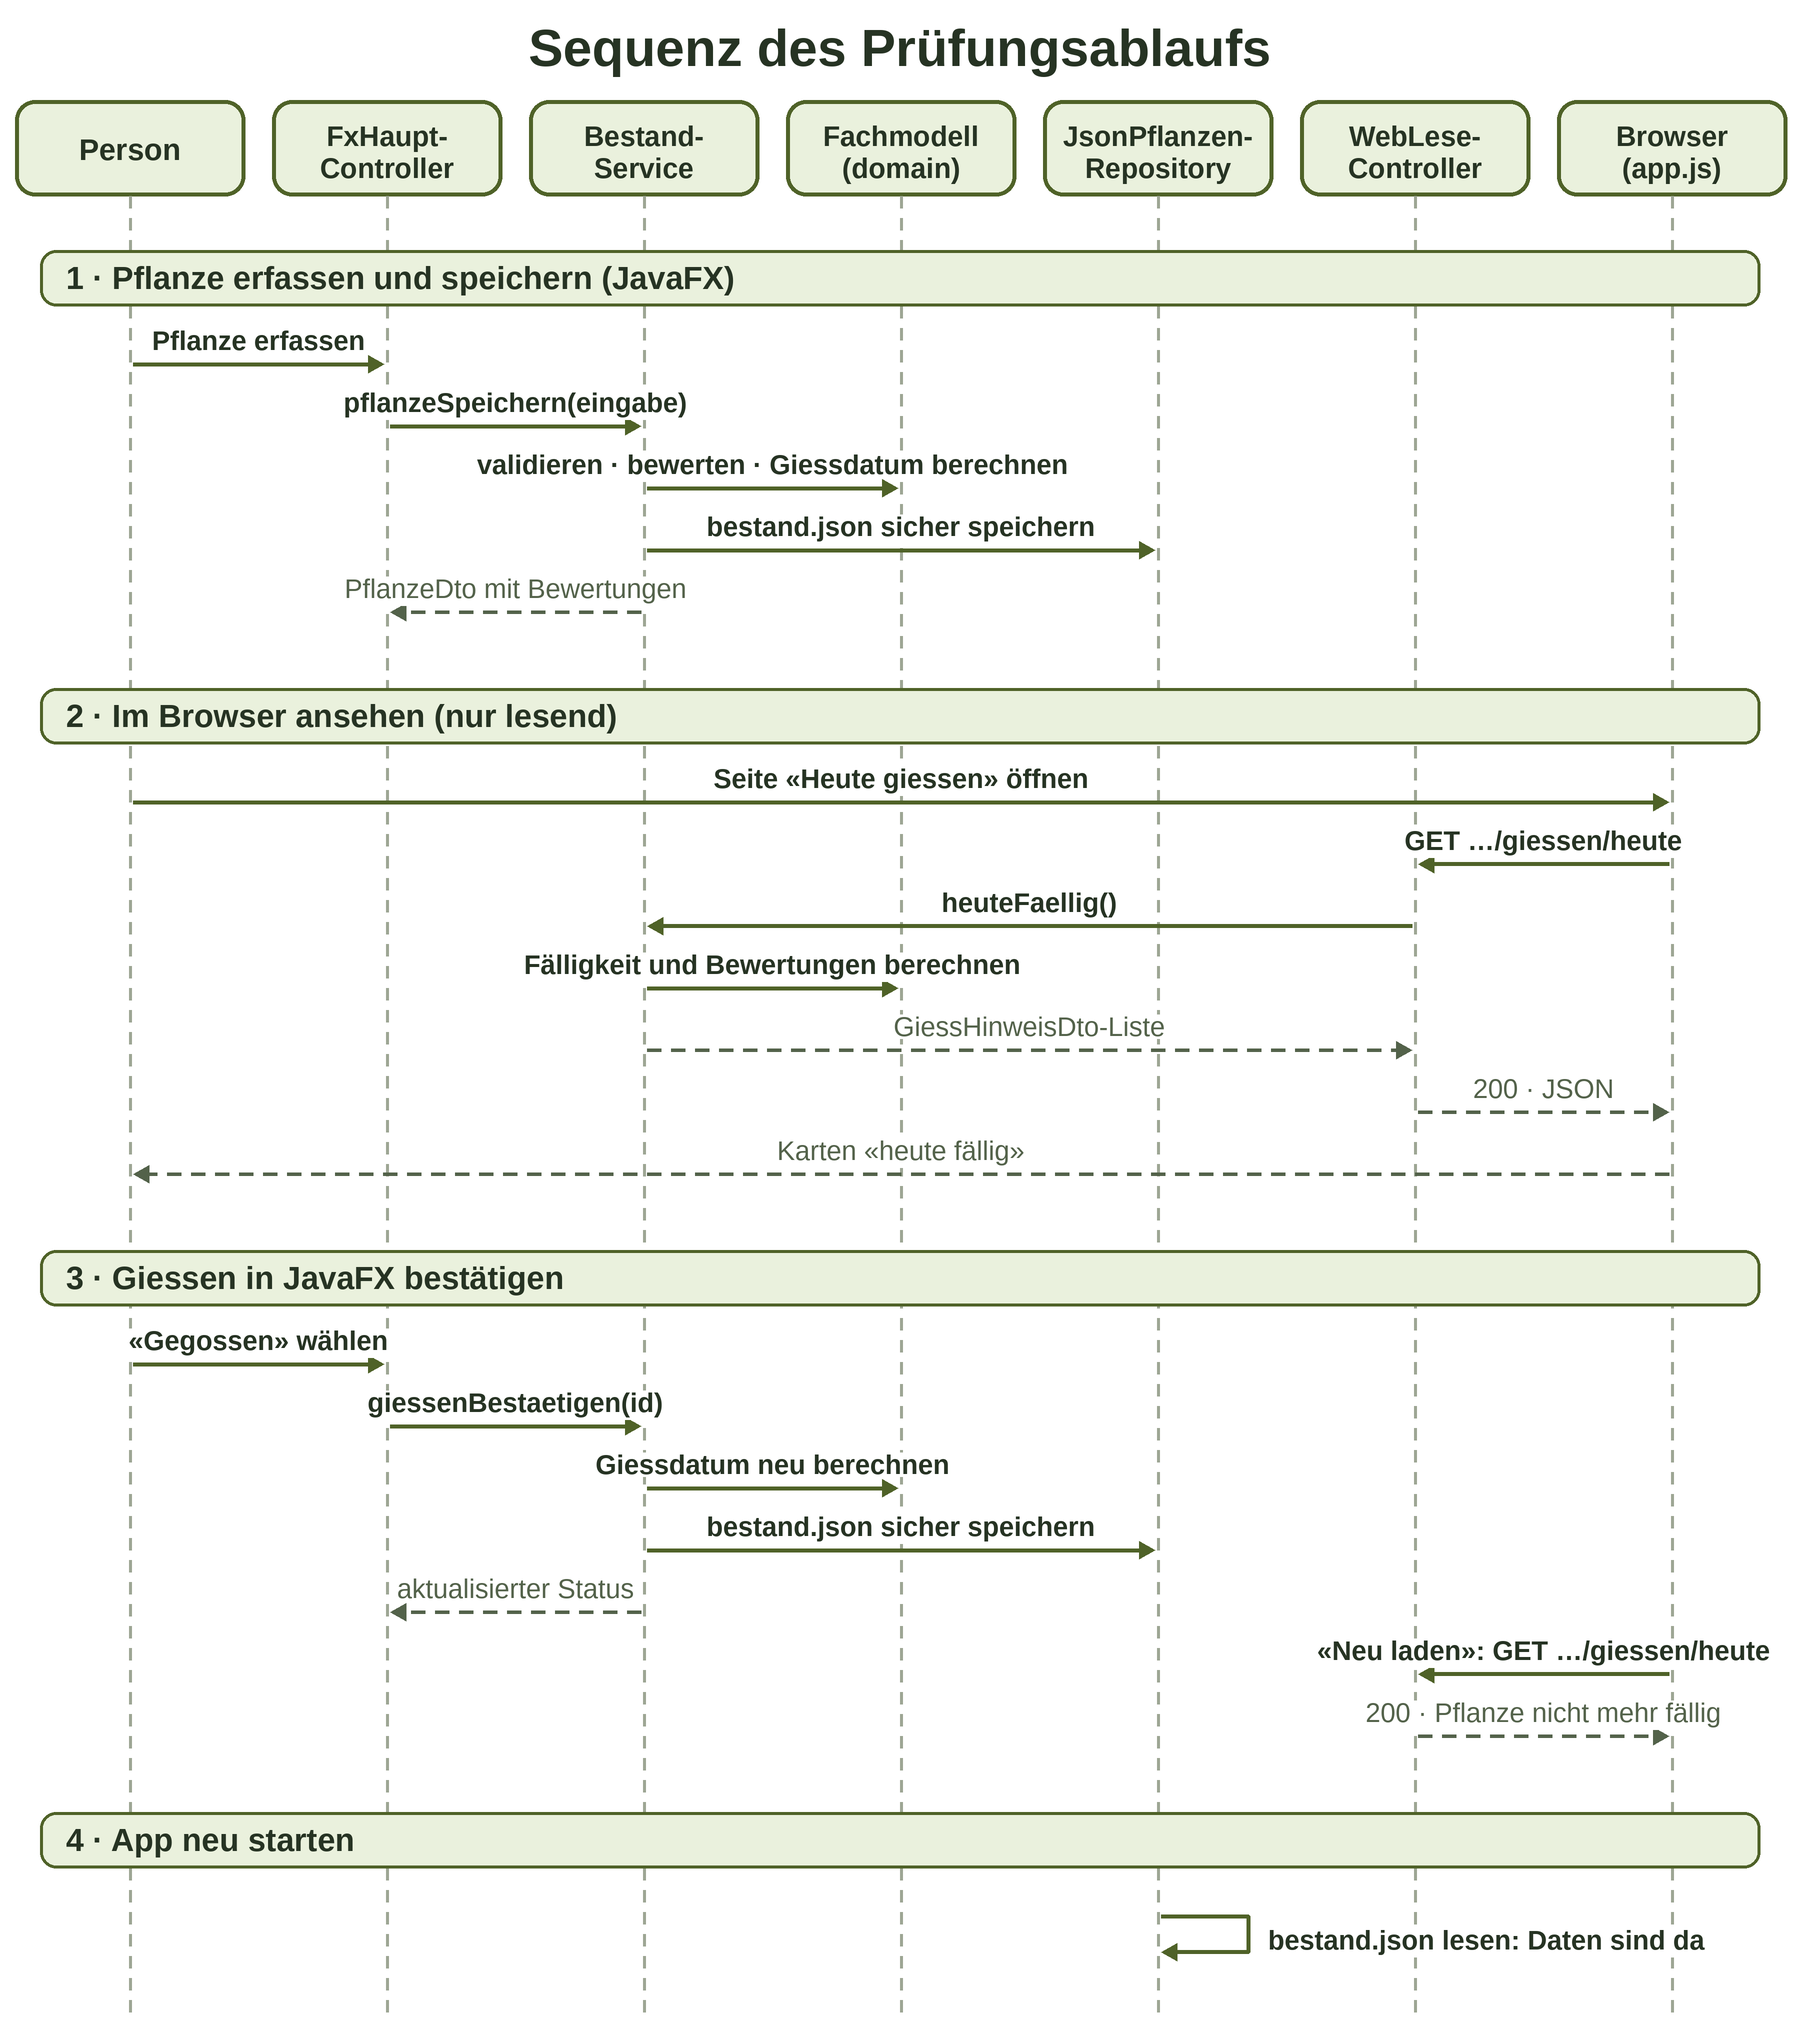 Sequenz des Prüfungsablaufs
Person
FxHaupt-
Controller
Bestand-
Service
Fachmodell
(domain)
JsonPflanzen-
Repository
WebLese-
Controller
Browser
(app.js)
1 · Pflanze erfassen und speichern (JavaFX)
Pflanze erfassen
pflanzeSpeichern(eingabe)
validieren · bewerten · Giessdatum berechnen
bestand.json sicher speichern
PflanzeDto mit Bewertungen
2 · Im Browser ansehen (nur lesend)
Seite «Heute giessen» öffnen
GET …/giessen/heute
heuteFaellig()
Fälligkeit und Bewertungen berechnen
GiessHinweisDto-Liste
200 · JSON
Karten «heute fällig»
3 · Giessen in JavaFX bestätigen
«Gegossen» wählen
giessenBestaetigen(id)
Giessdatum neu berechnen
bestand.json sicher speichern
aktualisierter Status
«Neu laden»: GET …/giessen/heute
200 · Pflanze nicht mehr fällig
4 · App neu starten
bestand.json lesen: Daten sind da